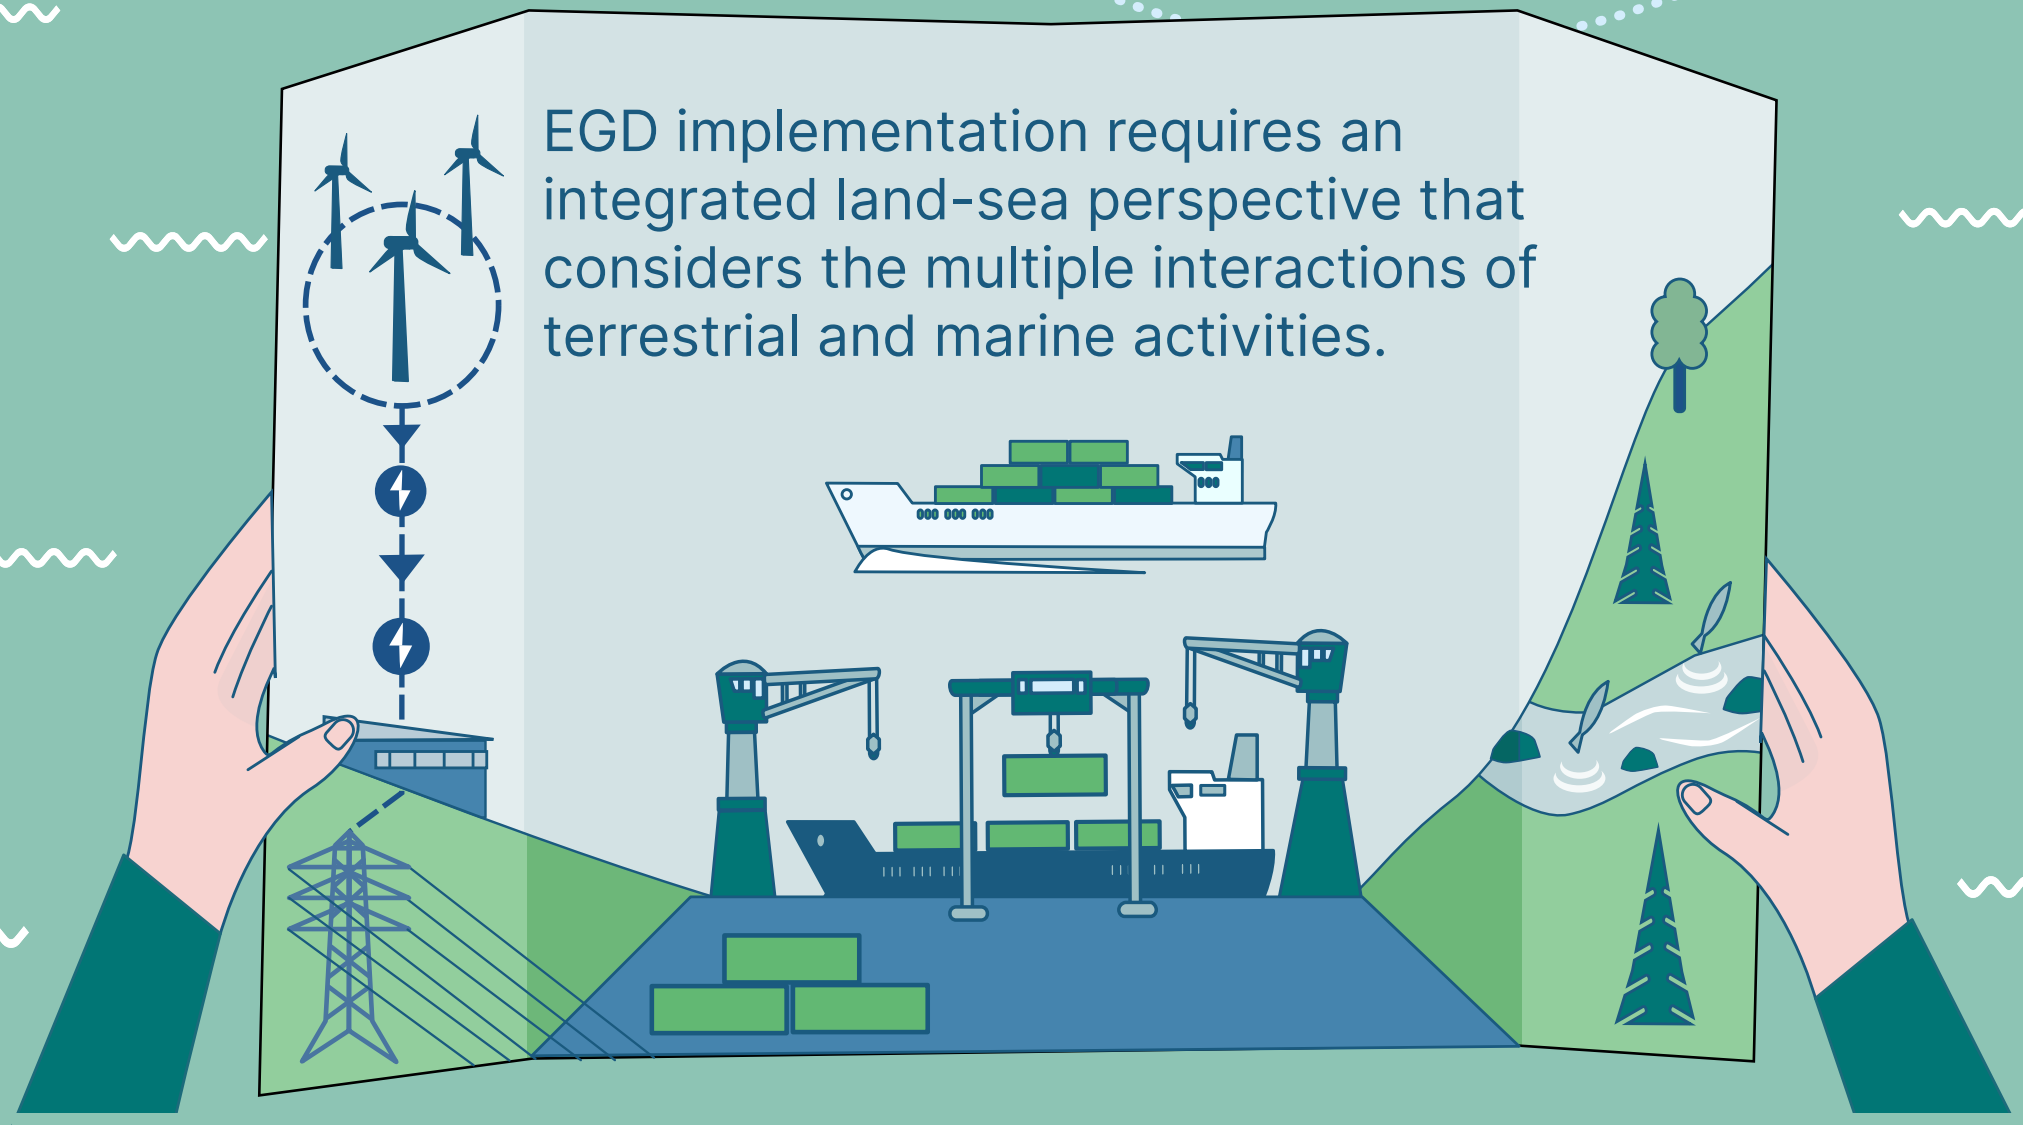 EGD implementation requires an
integrated land-sea perspective that
considers the multiple interactions of
terrestrial and marine activities.